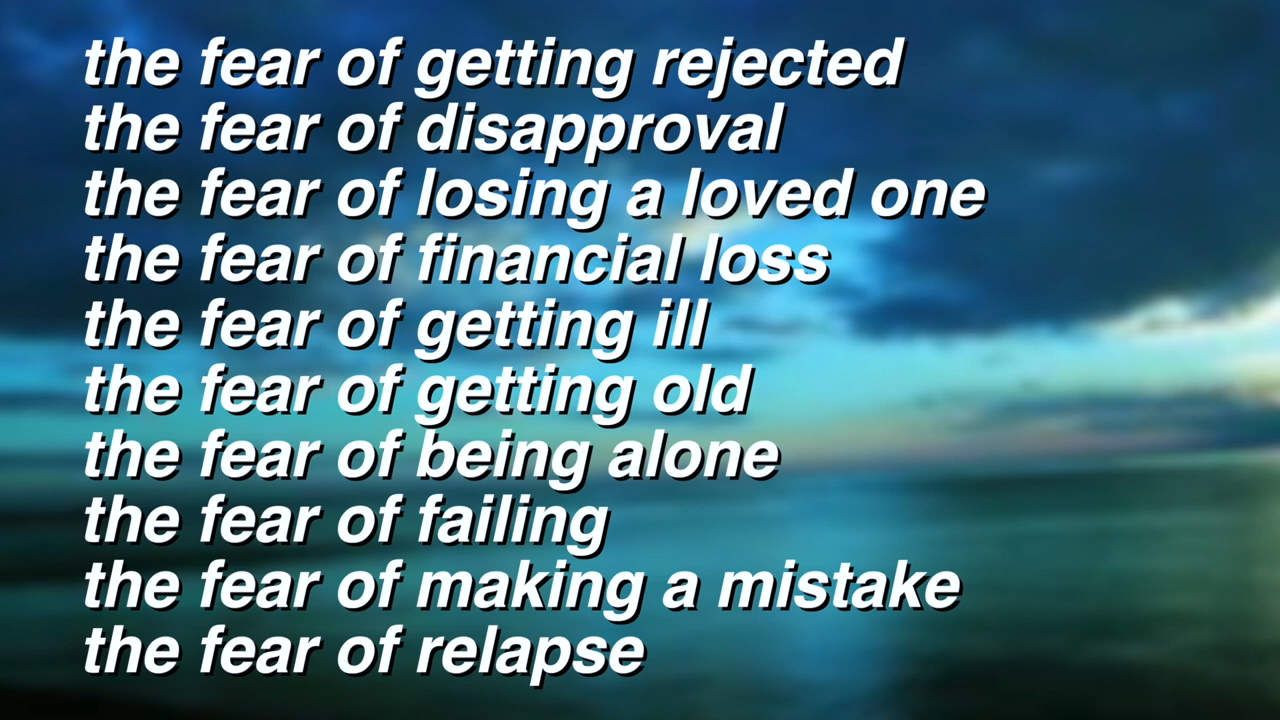 the fear of getting rejected
the fear of disapproval
the fear of losing a loved one
the fear of financial loss
the fear of getting ill
the fear of getting old
the fear of being alone
the fear of failing
the fear of making a mistake
the fear of relapse